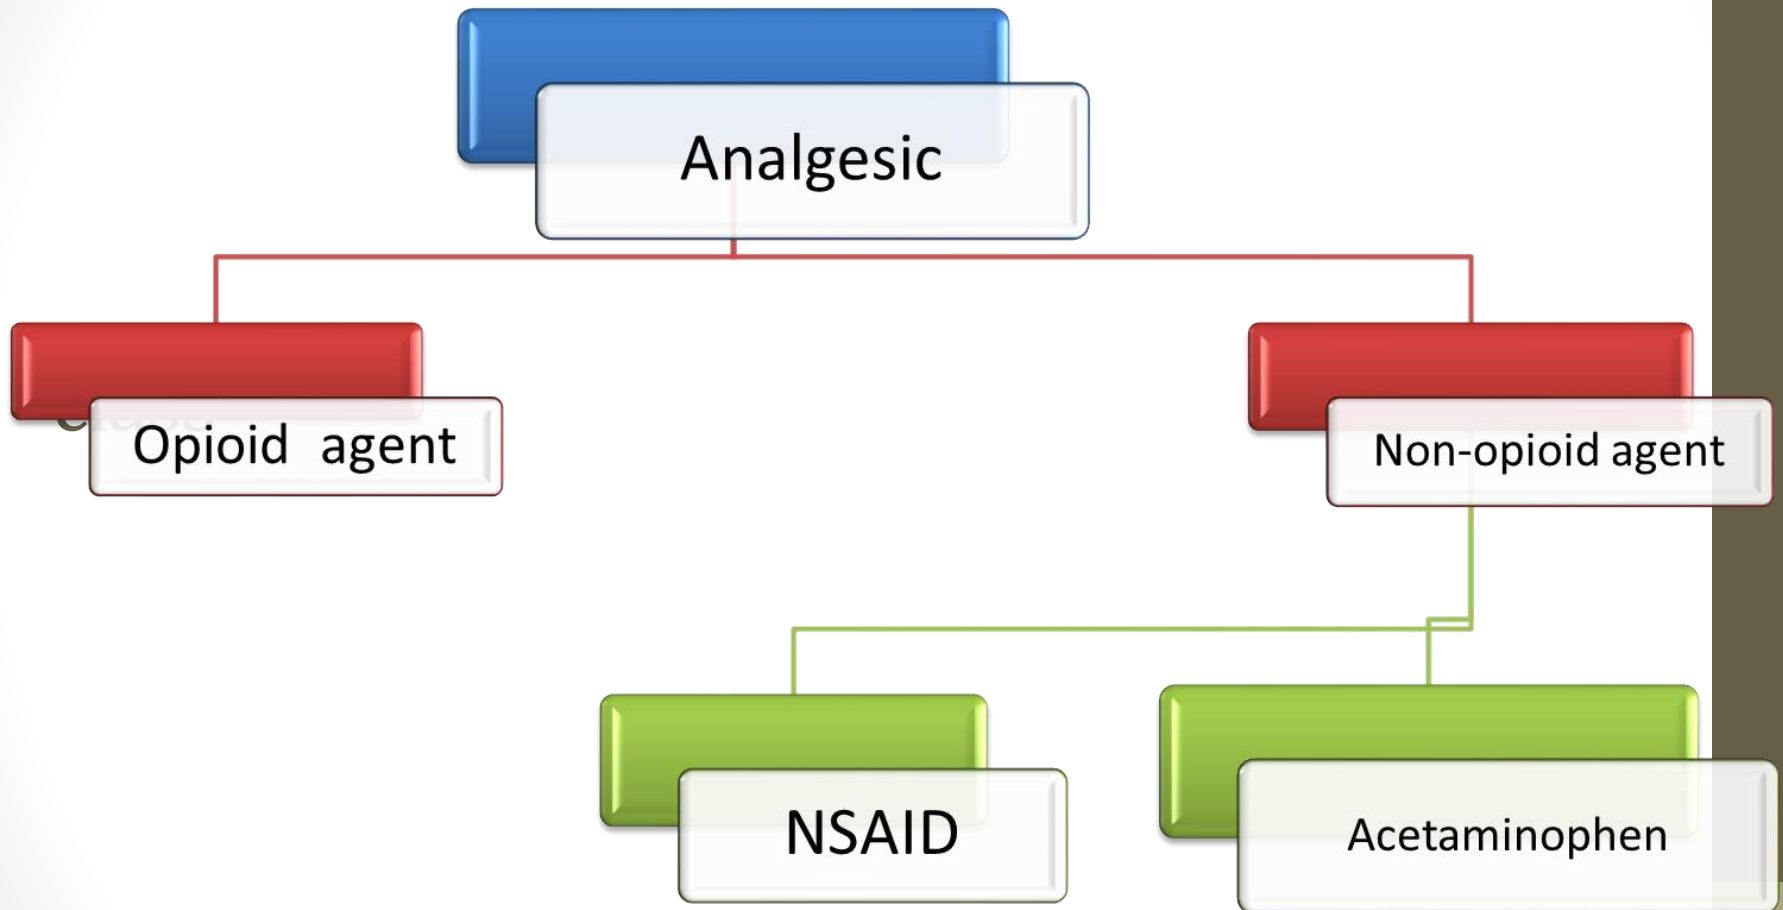 Analgesic
Opioid agent
Non-opioid agent
NSAID
Acetaminophen